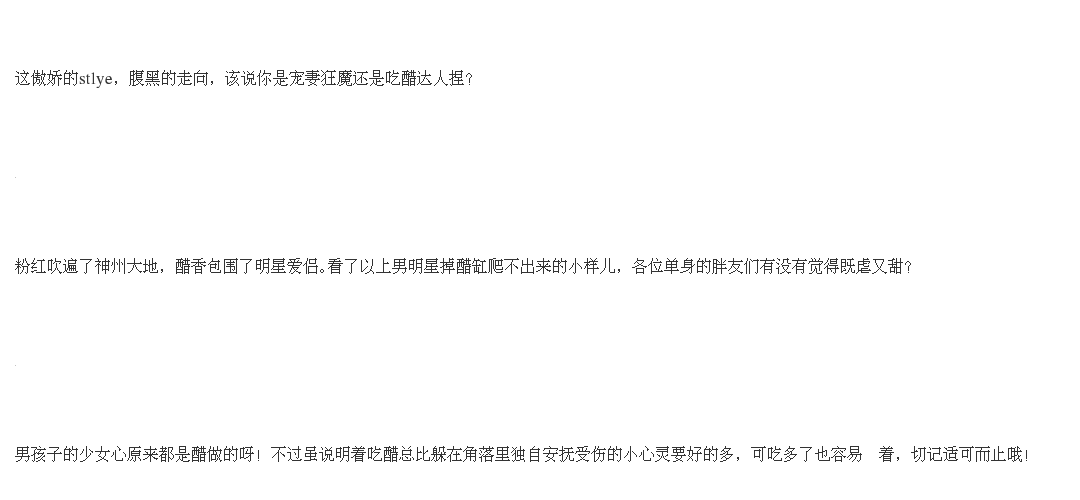 这傲娇的stlye，腹黑的走向，该说你是宠妻狂魔还是吃醋达人捏？
粉红吹遍了神州大地，醋香包围了明星爱侣。看了以上男明星掉醋缸爬不出来的小样儿，各位单身的胖友们有没有觉得既虐又甜？
男孩子的少女心原来都是醋做的呀！不过虽说明着吃醋总比躲在角落里独自安抚受伤的小心灵要好的多，可吃多了也容易　着，切记适可而止哦！